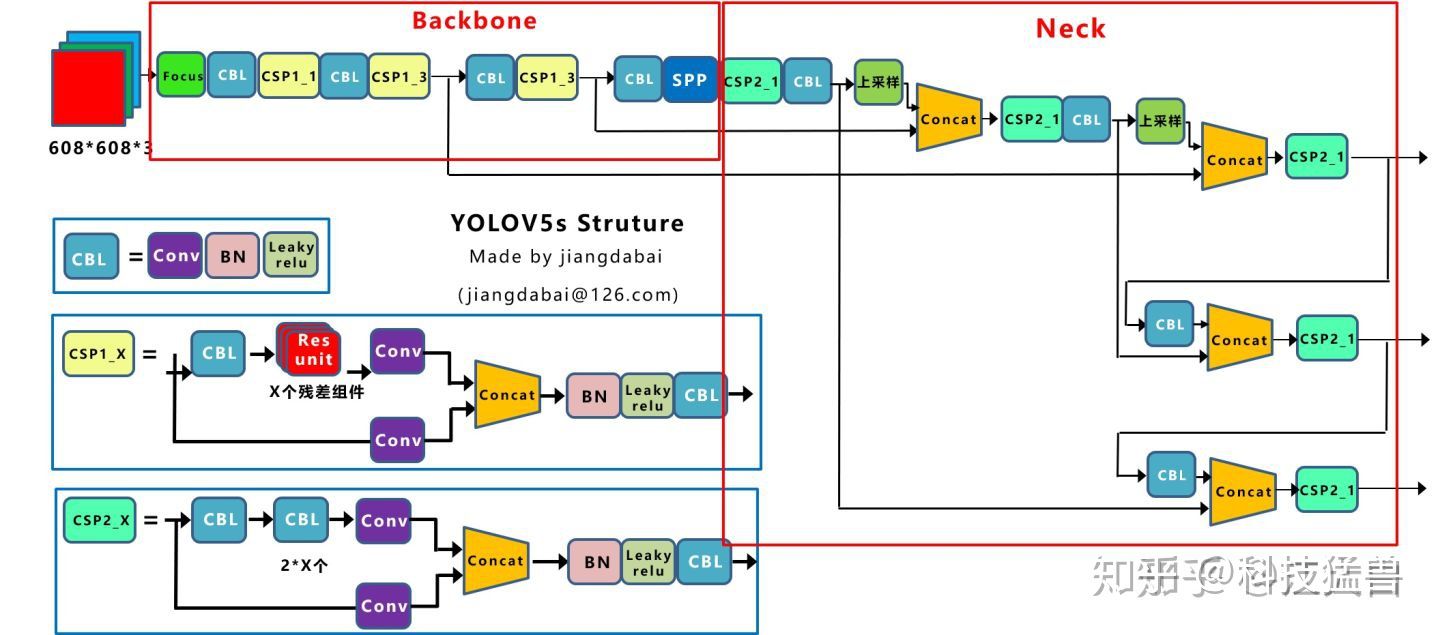 Backbone
Neck
Focus
CBL
CSP1_1
CBL
CSP1_3
CBL
CSP1_3
CBL
SPP
CSP2_1
CBL
上采样
Concat
CSP2_1
CBL
上采样
Concat
CSP2_1
608*608*3
YOLOV5s Struture
Made by jiangdabai
(jiangdabai@126.com)
CBL
=
Conv
BN
Leaky
relu
CBL
Concat
CSP2_1
CSP1_X
=
CBL
Res
unit
X个残差组件
Conv
Conv
Concat
BN
Leaky
relu
CBL
CBL
Concat
CSP2_1
CSP2_X
=
CBL
CBL
2*X个
Conv
Conv
Concat
BN
Leaky
relu
CBL
知乎 @科技猛兽